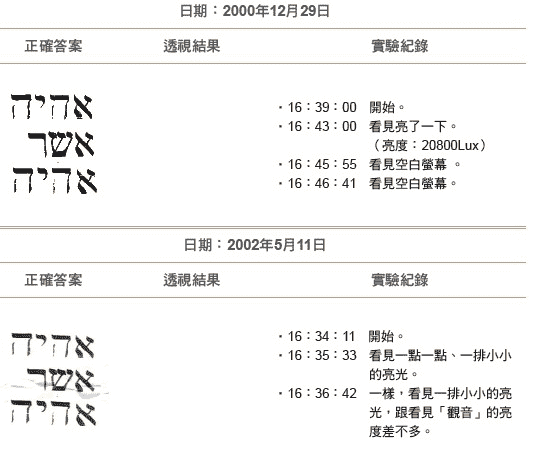 日期：2000年12月29日
正確答案 透視結果 實驗紀錄
אהיה
אשר
אהיה
・16：39：00 開始。
・16：43：00 看見亮了一下。
（亮度：20800Lux）
・16：45：55 看見空白螢幕 。
・16：46：41 看見空白螢幕。
日期：2002年5月11日
正確答案 透視結果 實驗紀錄
אהיה
אשר
אהיה
・16：34：11 開始。
・16：35：33 看見一點一點、一排小小
的亮光。
・16：36：42 一樣，看見一排小小的亮
光，跟看見「觀音」的亮
度差不多。